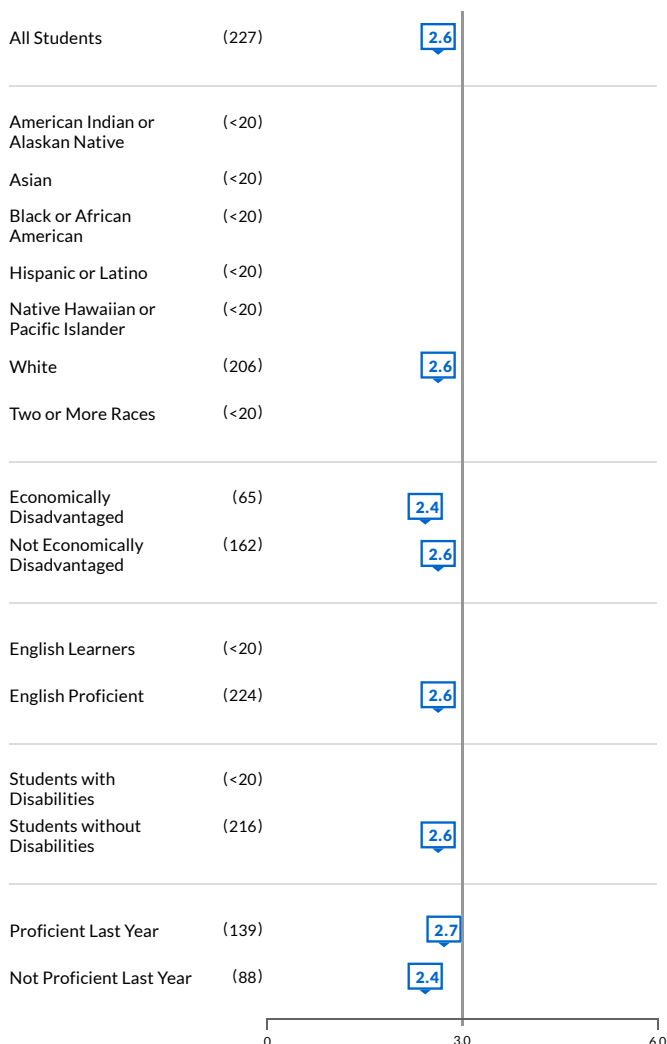 All Students (227) 2.6
American Indian or (<20)
Alaskan Native
Asian (<20)
Black or African (<20)
American
Hispanic or Latino (<20)
Native Hawaiian or (<20)
Pacific Islander
White (206) 2.6
Two or More Races (<20)
Economically (65) 2.4
Disadvantaged
Not Economically (162) 2.6
Disadvantaged
English Learners (<20)
English Proficient (224) 2.6
Students with (<20)
Disabilities
Students without (216) 2.6
Disabilities
Proficient Last Year (139) 2.7
Not Proficient Last Year (88) 2.4
0 3.0 6.0